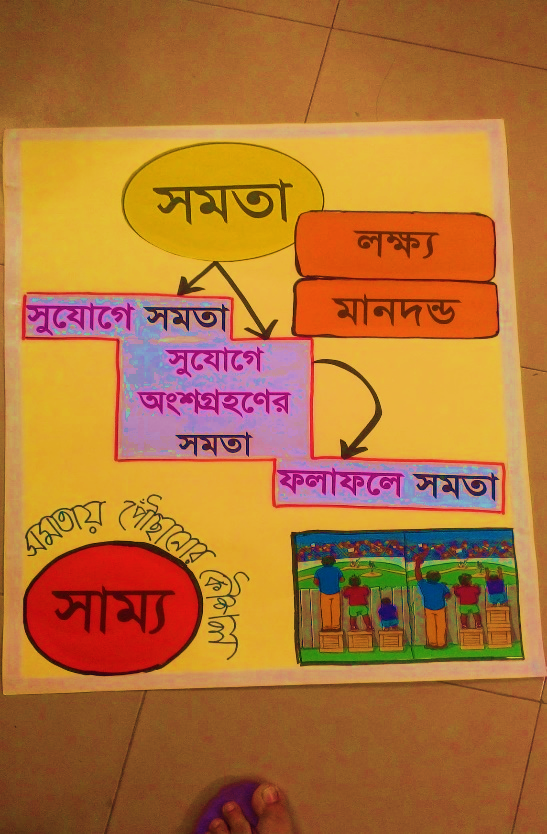 সমতা
লক্ষ্য
মানদন্ড
সুযোগে সমতা
সুযোগে
অংশগ্রহণের
সমতা
ফলাফলে সমতা
সমতায় পৌঁছানোর কৌশল
সাম্য